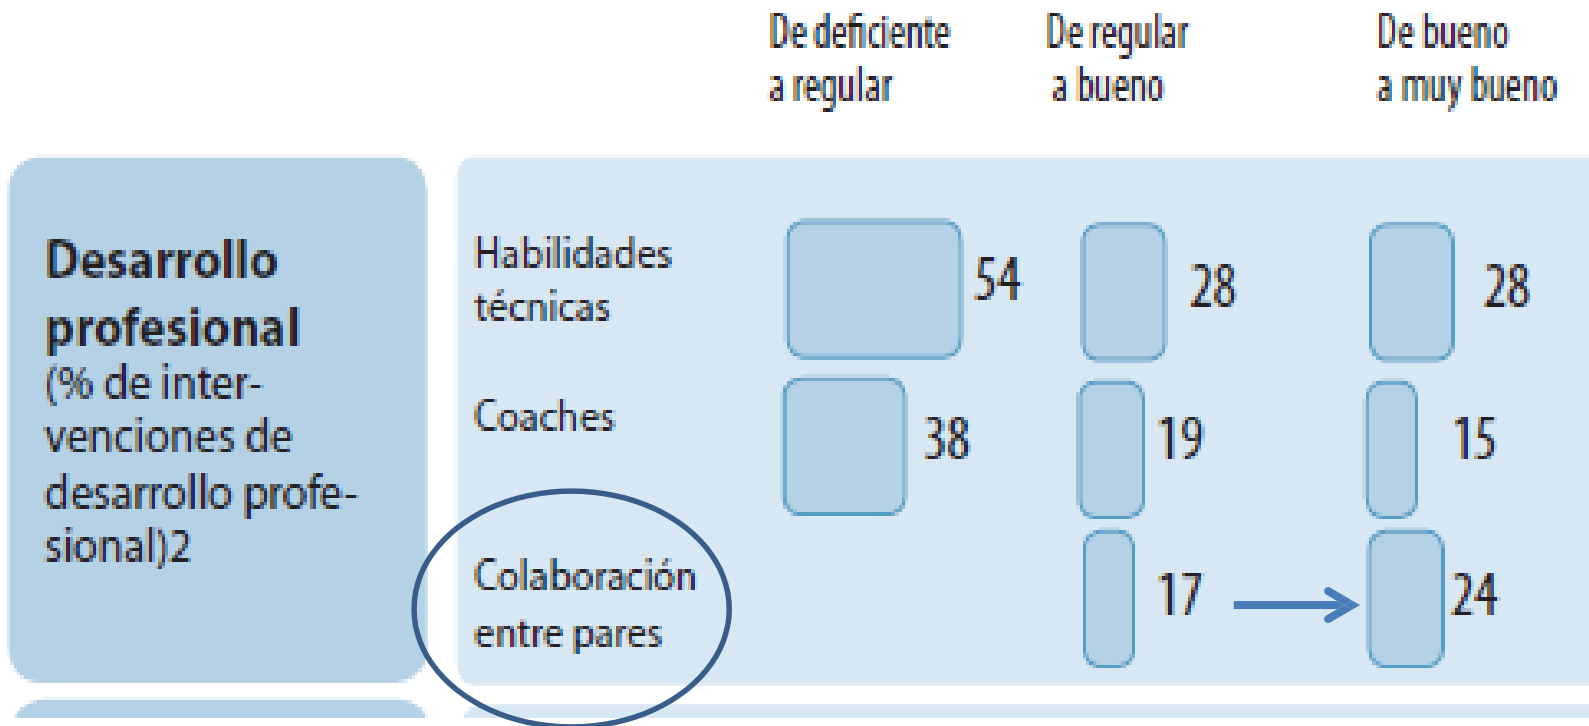 De deficiente
a regular
De regular
a bueno
De bueno
a muy bueno
Desarrollo
profesional
(% de inter-
venciones de
desarrollo profe-
sional)2
Habilidades
técnicas
54
28
28
Coaches
38
19
15
Colaboración
entre pares
17
24